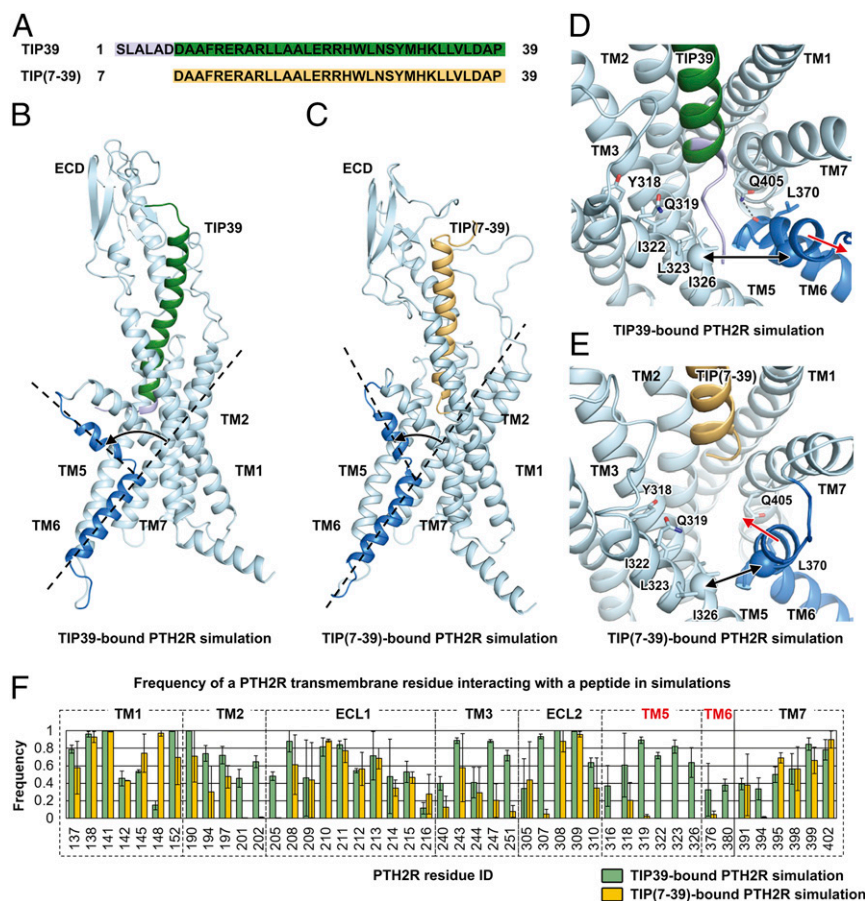 A
TIP39 1 SLALADDAAFRERARLLAALERRHWLNSYMHKLLVLDAP 39
TIP(7-39) 7 DAAFRERARLLAALERRHWLNSYMHKLLVLDAP 39
B
ECD
TIP39
TM2
TM5
TM1
TM6
TM7
TIP39-bound PTH2R simulation
C
ECD
TIP(7-39)
TM2
TM5
TM1
TM6
TM7
TIP(7-39)-bound PTH2R simulation
D
TM2
TIP39
TM1
TM3
TM7
Y318
Q405
Q319
L370
I322
L323
I326
TM5
TM6
TIP39-bound PTH2R simulation
E
TM2
TIP(7-39)
TM1
TM3
TM7
Y318
Q405
Q319
I322
L323
L370
I326
TM5
TM6
TIP(7-39)-bound PTH2R simulation
F
Frequency of a PTH2R transmembrane residue interacting with a peptide in simulations
TM1 TM2 ECL1 TM3 ECL2 TM5 TM6 TM7
Frequency
1
0.8
0.6
0.4
0.2
0
137 138 141 142 145 148 152 190 194 197 201 202 205 208 209 210 211 212 213 214 215 216 240 243 244 247 251 305 307 308 309 310 316 318 319 322 323 326 376 380 391 394 395 398 399 402
PTH2R residue ID
TIP39-bound PTH2R simulation
TIP(7-39)-bound PTH2R simulation